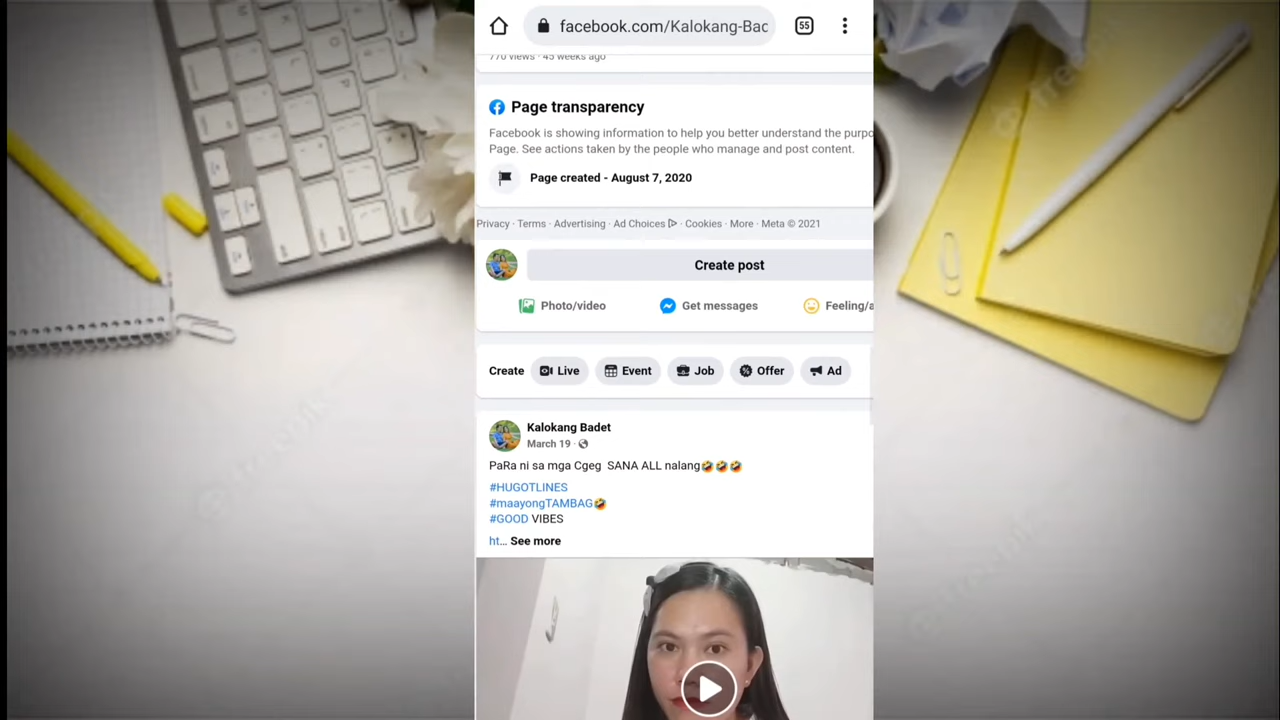 facebook.com/Kalokang-Bad
55
770 views · 45 weeks ago
Page transparency
Facebook is showing information to help you better understand the purpo
Page. See actions taken by the people who manage and post content.
Page created - August 7, 2020
Privacy · Terms · Advertising · Ad Choices · Cookies · More · Meta © 2021
Create post
Photo/video Get messages Feeling/a
Create Live Event Job Offer Ad
Kalokang Badet
March 19 ·
PaRa ni sa mga Cgeg SANA ALL nalang🤣🤣🤣
#HUGOTLINES
#maayongTAMBAG🤣
#GOOD VIBES
ht... See more